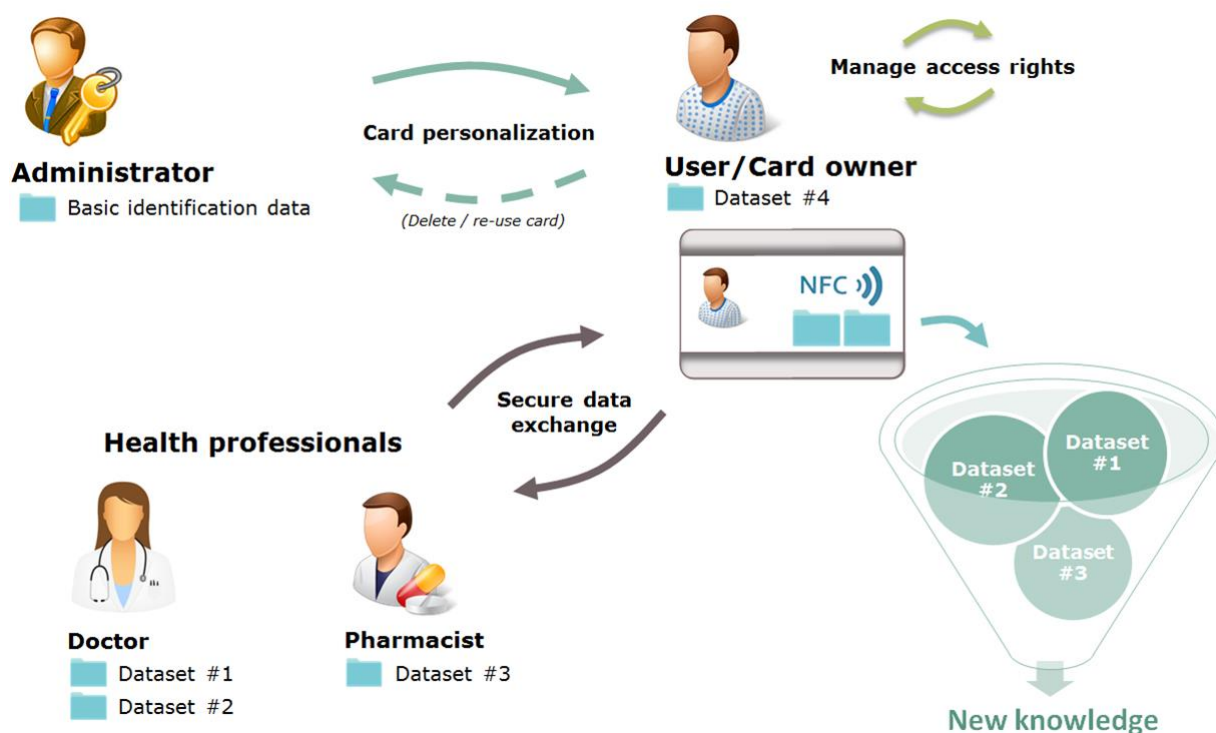 Manage access rights
Card personalization
Administrator
Basic identification data
(Delete / re-use card)
User/Card owner
Dataset #4
NFC
Secure data
exchange
Health professionals
Doctor
Dataset #1
Dataset #2
Pharmacist
Dataset #3
Dataset
#1
Dataset
#2
Dataset
#3
New knowledge